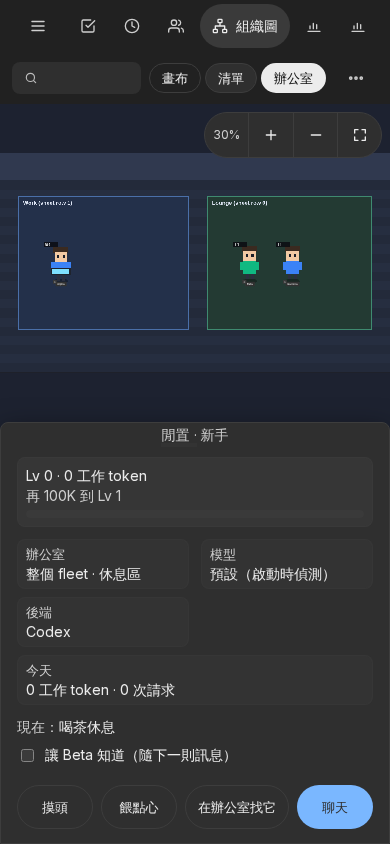 組織圖
畫布
清單
辦公室
30%
閒置 · 新手
Lv 0 · 0 工作 token
再 100K 到 Lv 1
辦公室
整個 fleet · 休息區
模型
預設（啟動時偵測）
後端
Codex
今天
0 工作 token · 0 次請求
現在：喝茶休息
讓 Beta 知道（隨下一則訊息）
摸頭
餵點心
在辦公室找它
聊天